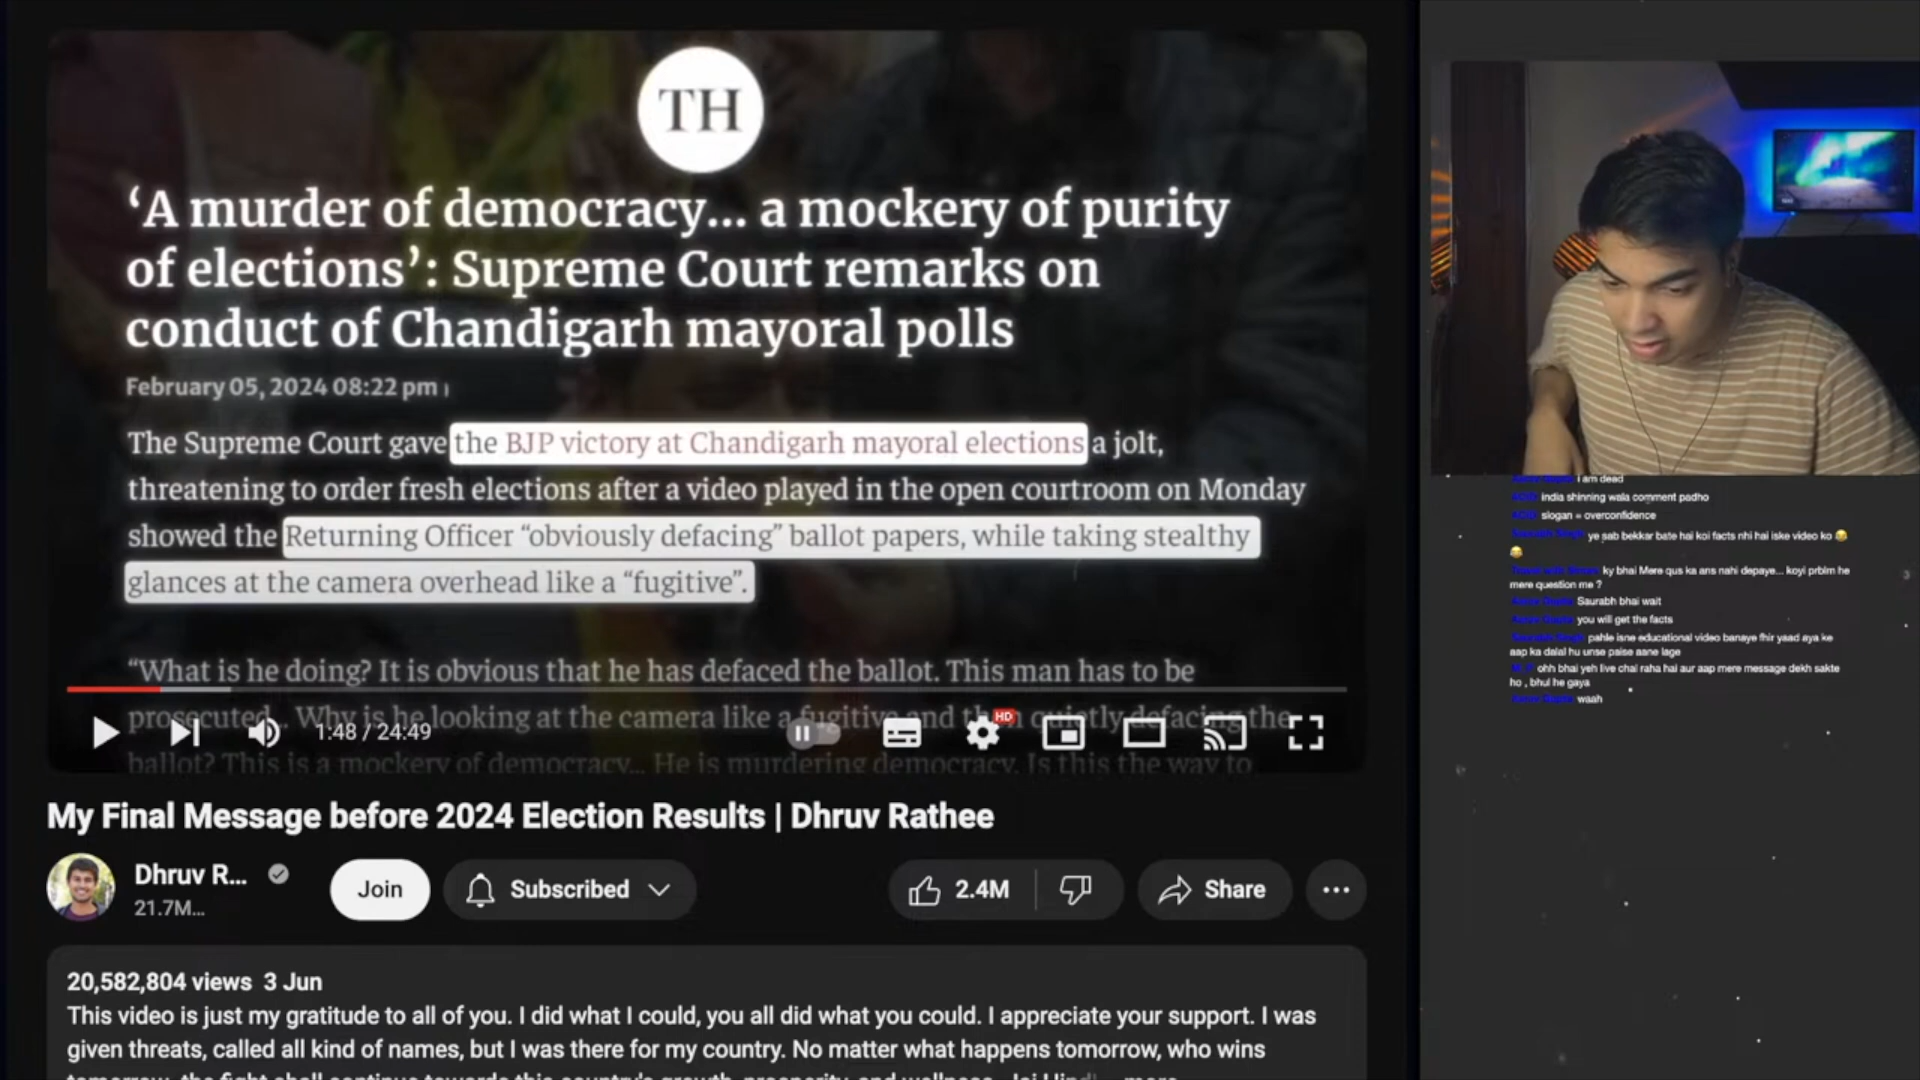 TH
‘A murder of democracy... a mockery of purity
of elections’: Supreme Court remarks on
conduct of Chandigarh mayoral polls
February 05, 2024 08:22 pm
The Supreme Court gave the BJP victory at Chandigarh mayoral elections a jolt,
threatening to order fresh elections after a video played in the open courtroom on Monday
showed the Returning Officer “obviously defacing” ballot papers, while taking stealthy
glances at the camera overhead like a “fugitive”.
“What is he doing? It is obvious that he has defaced the ballot. This man has to be
prosecuted.. Why is he looking at the camera like a fugitive and then quietly defacing the
ballot? This is a mockery of democracy... He is murdering democracy. Is this the way to
1:48 / 24:49
HD
My Final Message before 2024 Election Results | Dhruv Rathee
Dhruv R...
21.7M...
Join
Subscribed
2.4M
Share
20,582,804 views 3 Jun
This video is just my gratitude to all of you. I did what I could, you all did what you could. I appreciate your support. I was
given threats, called all kind of names, but I was there for my country. No matter what happens tomorrow, who wins
i am dead
india shinning wala comment padho
slogan = overconfidence
ye sab bekkar bate hai koi facts nhi hai iske video ko 😂
😂
ky bhai Mere qus ka ans nahi depaye... koyi prblm he
mere question me ?
Saurabh bhai wait
you will get the facts
pahle isne educational video banaye fhir yaad aya ke
aap ka dalal hu unse paise aane lage
ohh bhai yeh live chal raha hai aur aap mere message dekh sakte
ho , bhul he gaya
waah